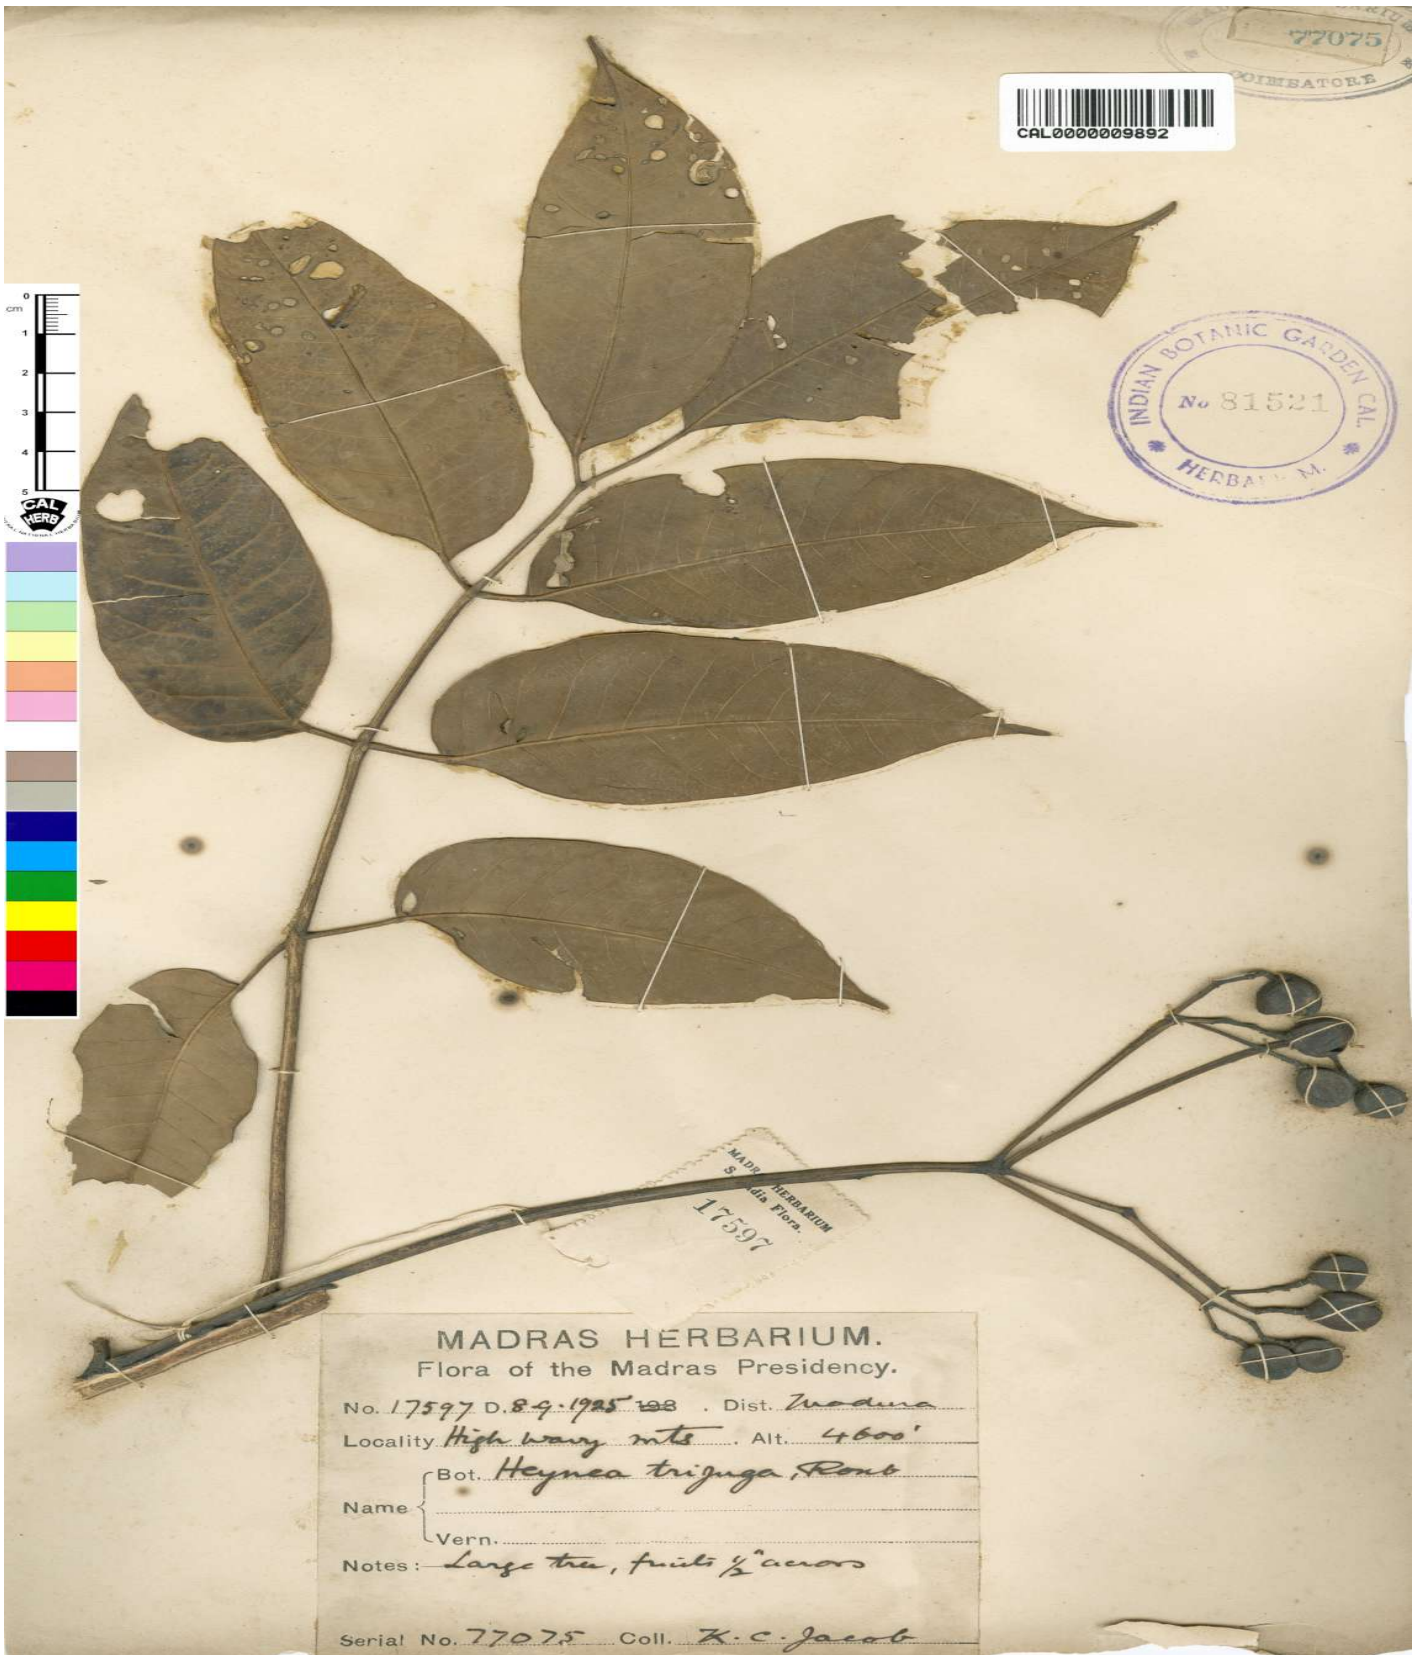 77075
COIMBATORE
CAL0000009892
0
cm
1
2
3
4
5
CAL
HERB
INDIAN BOTANIC GARDEN CAL.
No 81521
MADRAS HERBARIUM
17597
MADRAS HERBARIUM.
Flora of the Madras Presidency.
No. 17597 D. 8·9·1925 192 . Dist. Madura
Locality High wavy mts . Alt. 4600'
Bot. Heynea trijuga, Roxb
Name
Vern.
Notes: Large tree, fruits ½" across
Serial No. 77075 Coll. K. C. Jacob